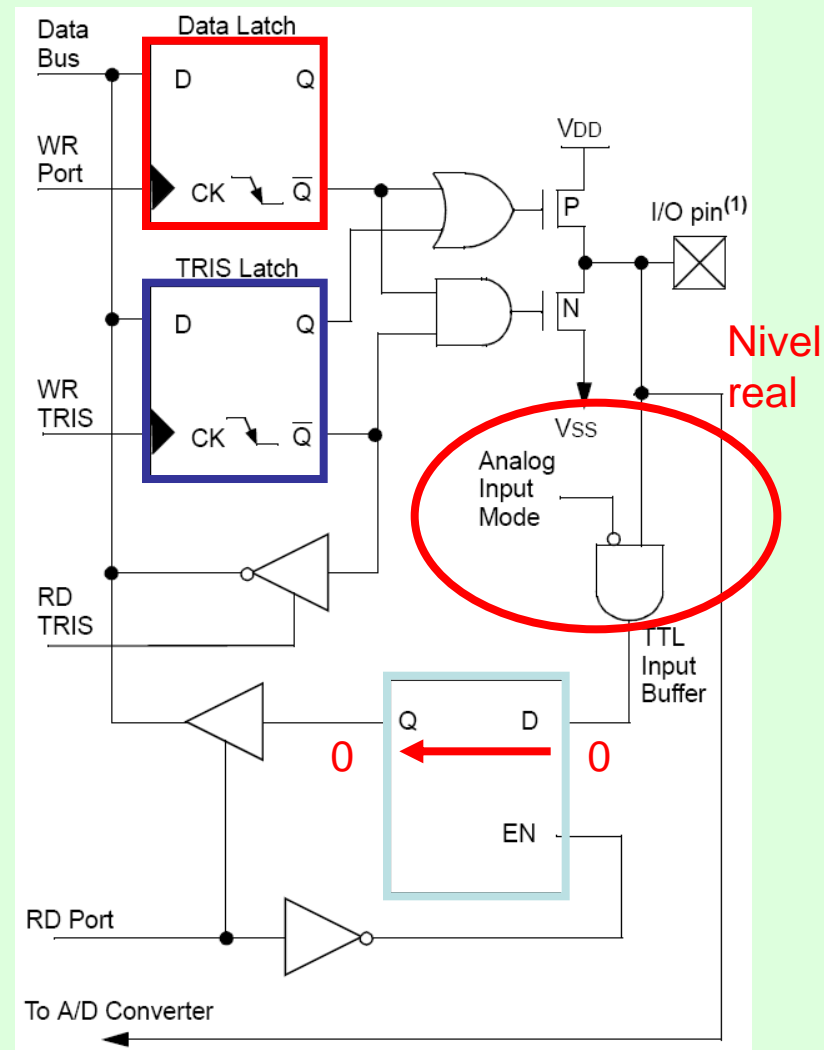 Data
Bus
Data Latch
D
Q
WR
Port
CK
Q
VDD
P
I/O pin(1)
TRIS Latch
D
Q
N
Nivel
real
WR
TRIS
CK
Q
VSS
Analog
Input
Mode
RD
TRIS
TTL
Input
Buffer
Q
D
0
0
EN
RD Port
To A/D Converter